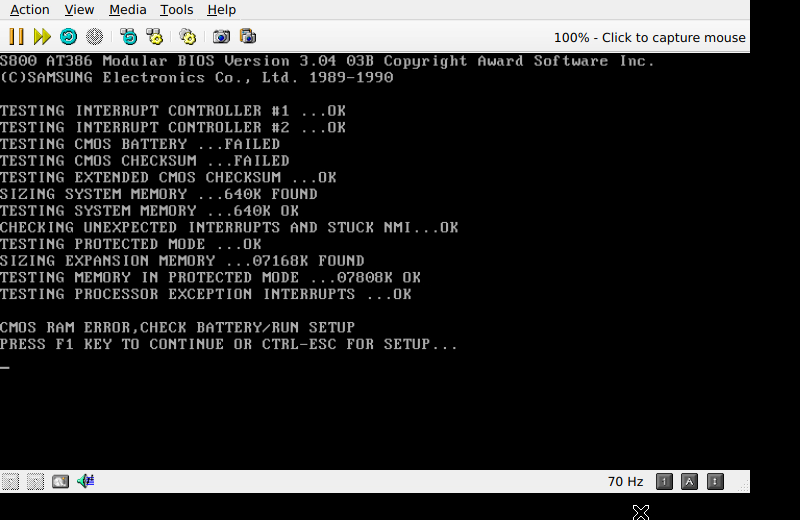 Action View Media Tools Help
100% - Click to capture mouse
S800 AT386 Modular BIOS Version 3.04 03B Copyright Award Software Inc.
(C)SAMSUNG Electronics Co., Ltd. 1989-1990
TESTING INTERRUPT CONTROLLER #1 ...OK
TESTING INTERRUPT CONTROLLER #2 ...OK
TESTING CMOS BATTERY ...FAILED
TESTING CMOS CHECKSUM ...FAILED
TESTING EXTENDED CMOS CHECKSUM ...OK
SIZING SYSTEM MEMORY ...640K FOUND
TESTING SYSTEM MEMORY ...640K OK
CHECKING UNEXPECTED INTERRUPTS AND STUCK NMI...OK
TESTING PROTECTED MODE ...OK
SIZING EXPANSION MEMORY ...07168K FOUND
TESTING MEMORY IN PROTECTED MODE ...07808K OK
TESTING PROCESSOR EXCEPTION INTERRUPTS ...OK
CMOS RAM ERROR,CHECK BATTERY/RUN SETUP
PRESS F1 KEY TO CONTINUE OR CTRL-ESC FOR SETUP...
_
70 Hz 1 A